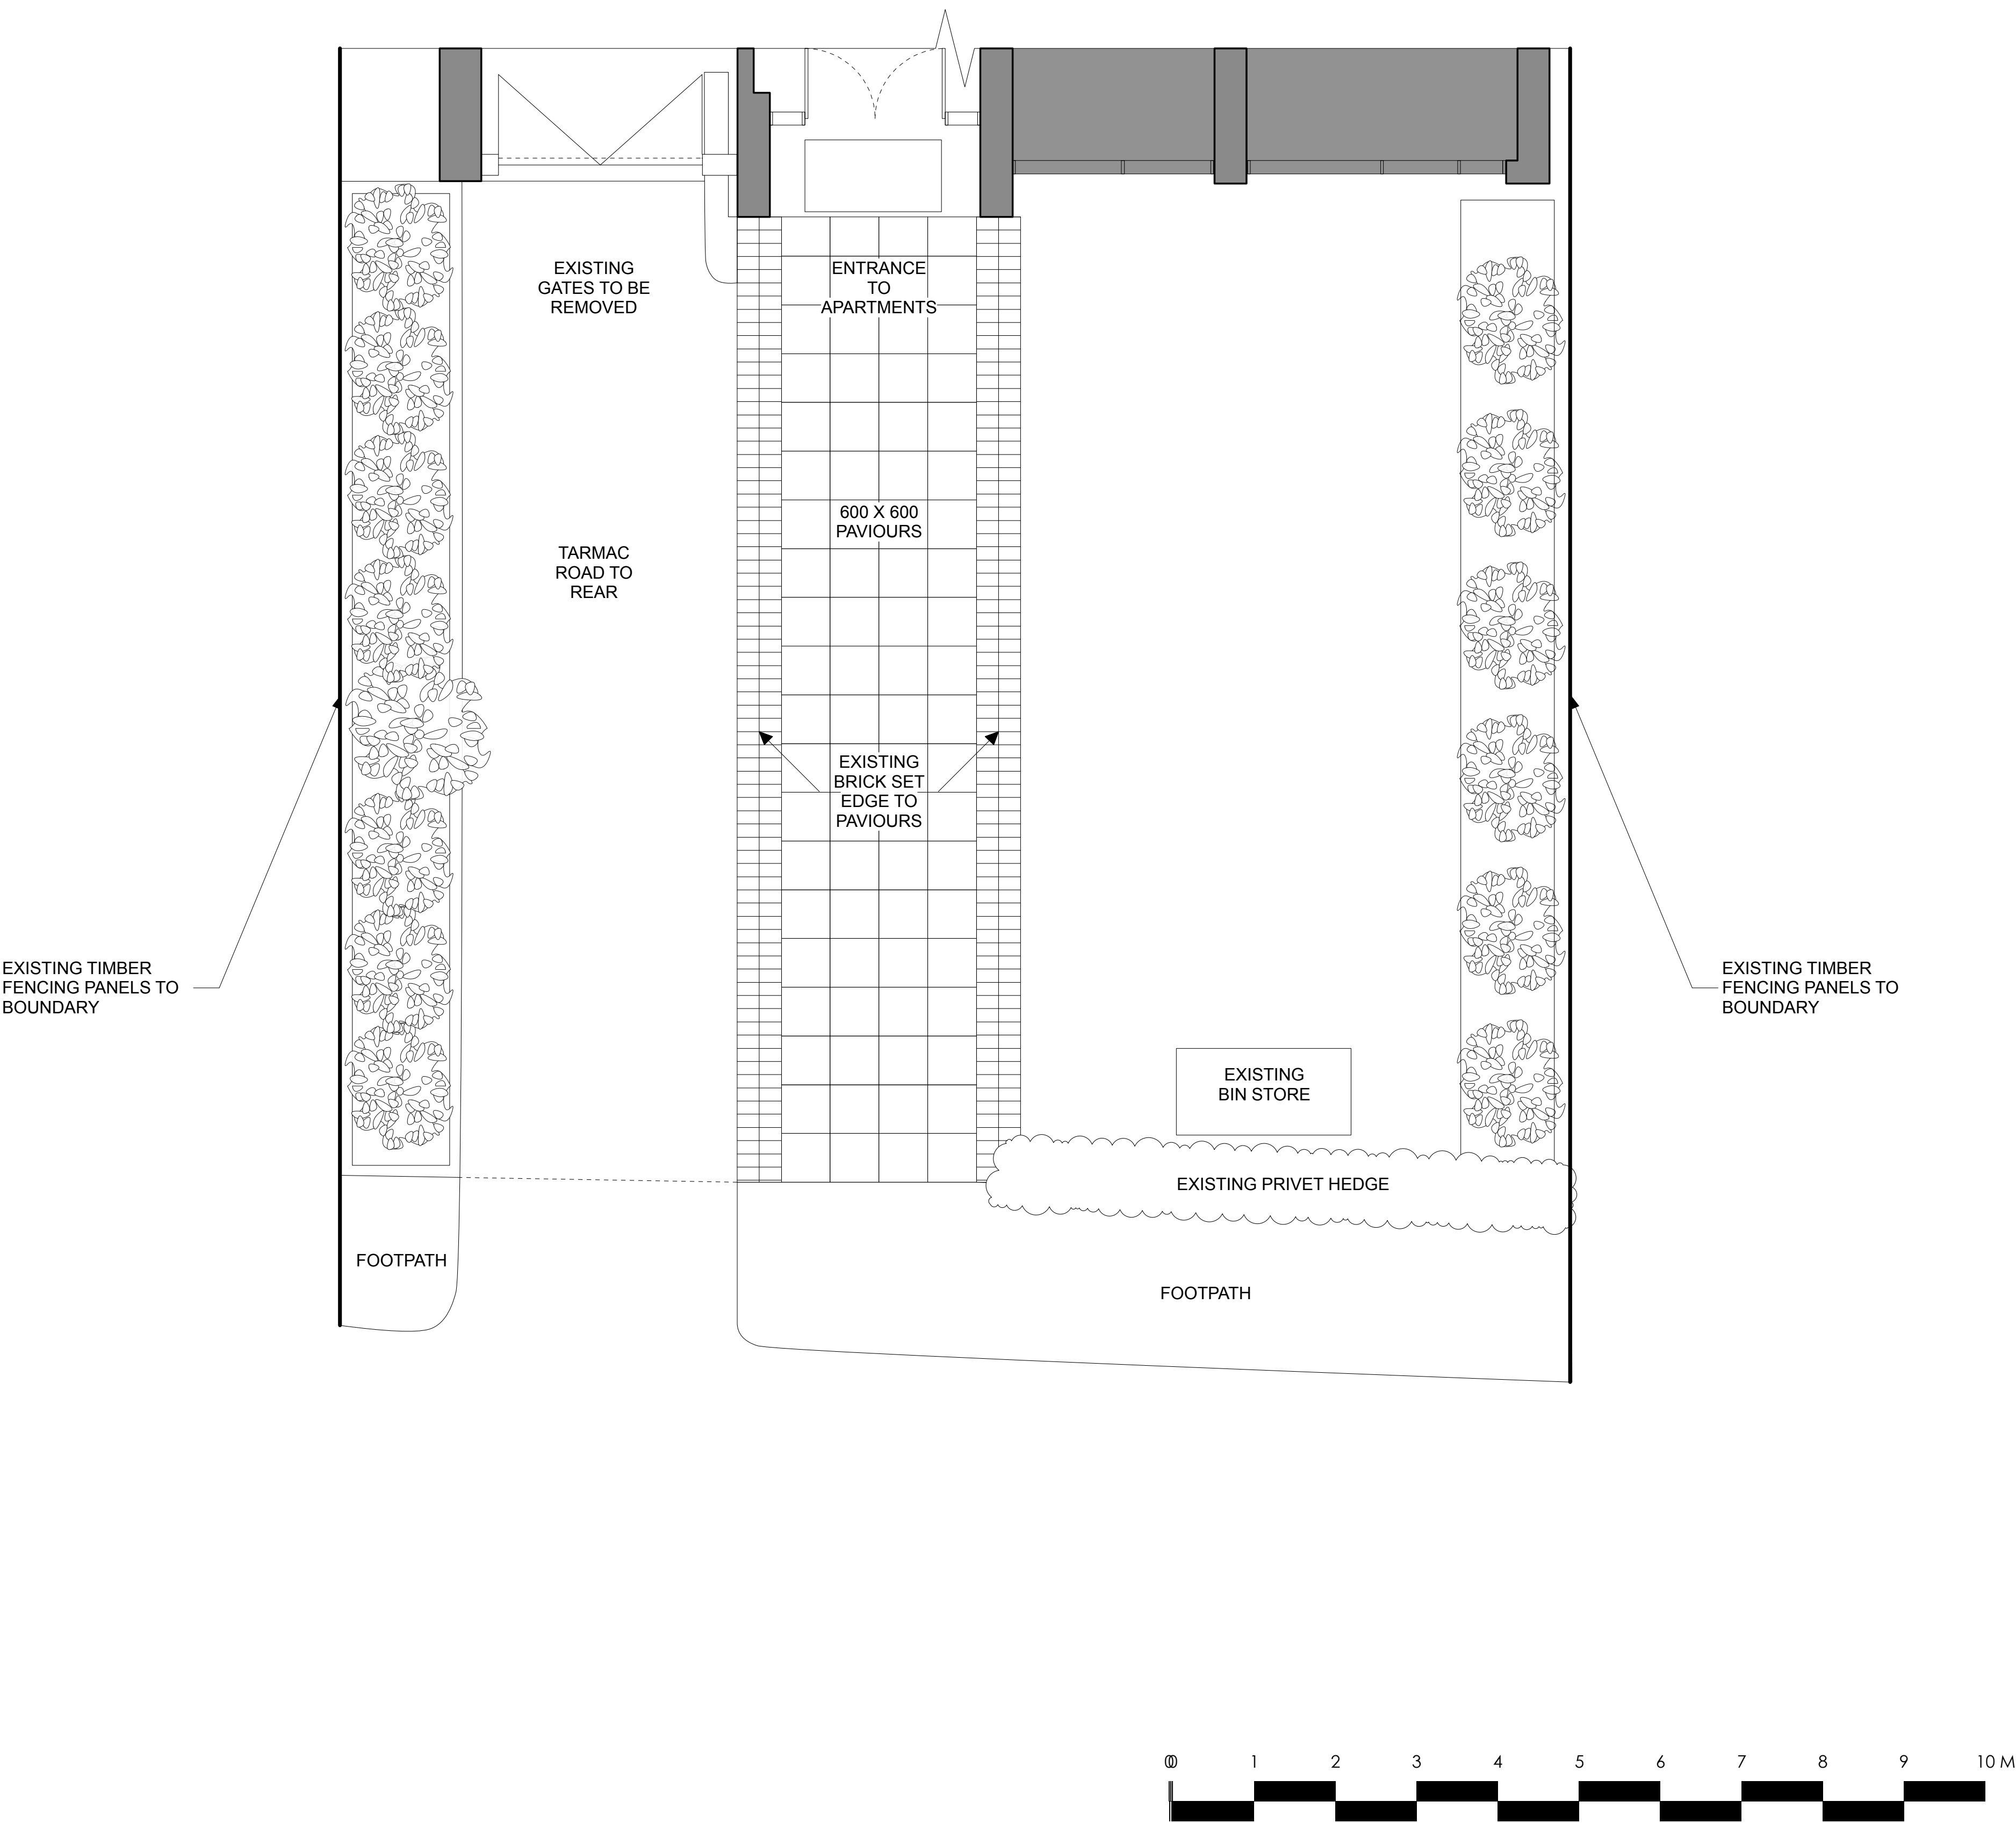 EXISTING
GATES TO BE
REMOVED
ENTRANCE
TO
APARTMENTS
600 X 600
PAVIOURS
TARMAC
ROAD TO
REAR
EXISTING
BRICK SET
EDGE TO
PAVIOURS
EXISTING TIMBER
FENCING PANELS TO
BOUNDARY
EXISTING TIMBER
FENCING PANELS TO
BOUNDARY
EXISTING
BIN STORE
EXISTING PRIVET HEDGE
FOOTPATH
FOOTPATH
00 1 2 3 4 5 6 7 8 9 10 M